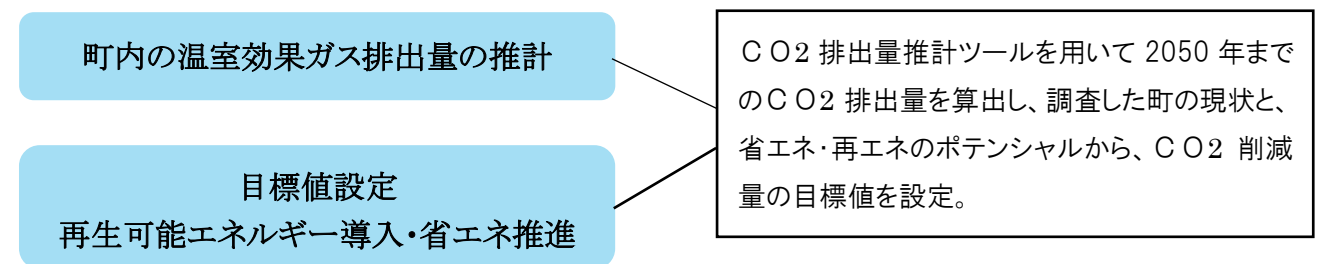 町内の温室効果ガス排出量の推計
目標値設定
再生可能エネルギー導入・省エネ推進
ＣＯ2 排出量推計ツールを用いて 2050 年まで
のＣＯ2 排出量を算出し、調査した町の現状と、
省エネ・再エネのポテンシャルから、ＣＯ2 削減
量の目標値を設定。